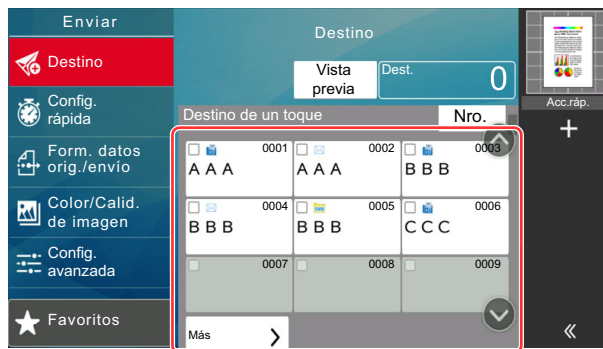 Enviar
Destino
Config.
rápida
Form. datos
orig./envío
Color/Calid.
de imagen
Config.
avanzada
Favoritos
Destino
Vista
previa
Dest.
0
Destino de un toque
Nro.
0001
A A A
0002
A A A
0003
B B B
0004
B B B
0005
B B B
0006
C C C
0007
0008
0009
Más
Acc.ráp.